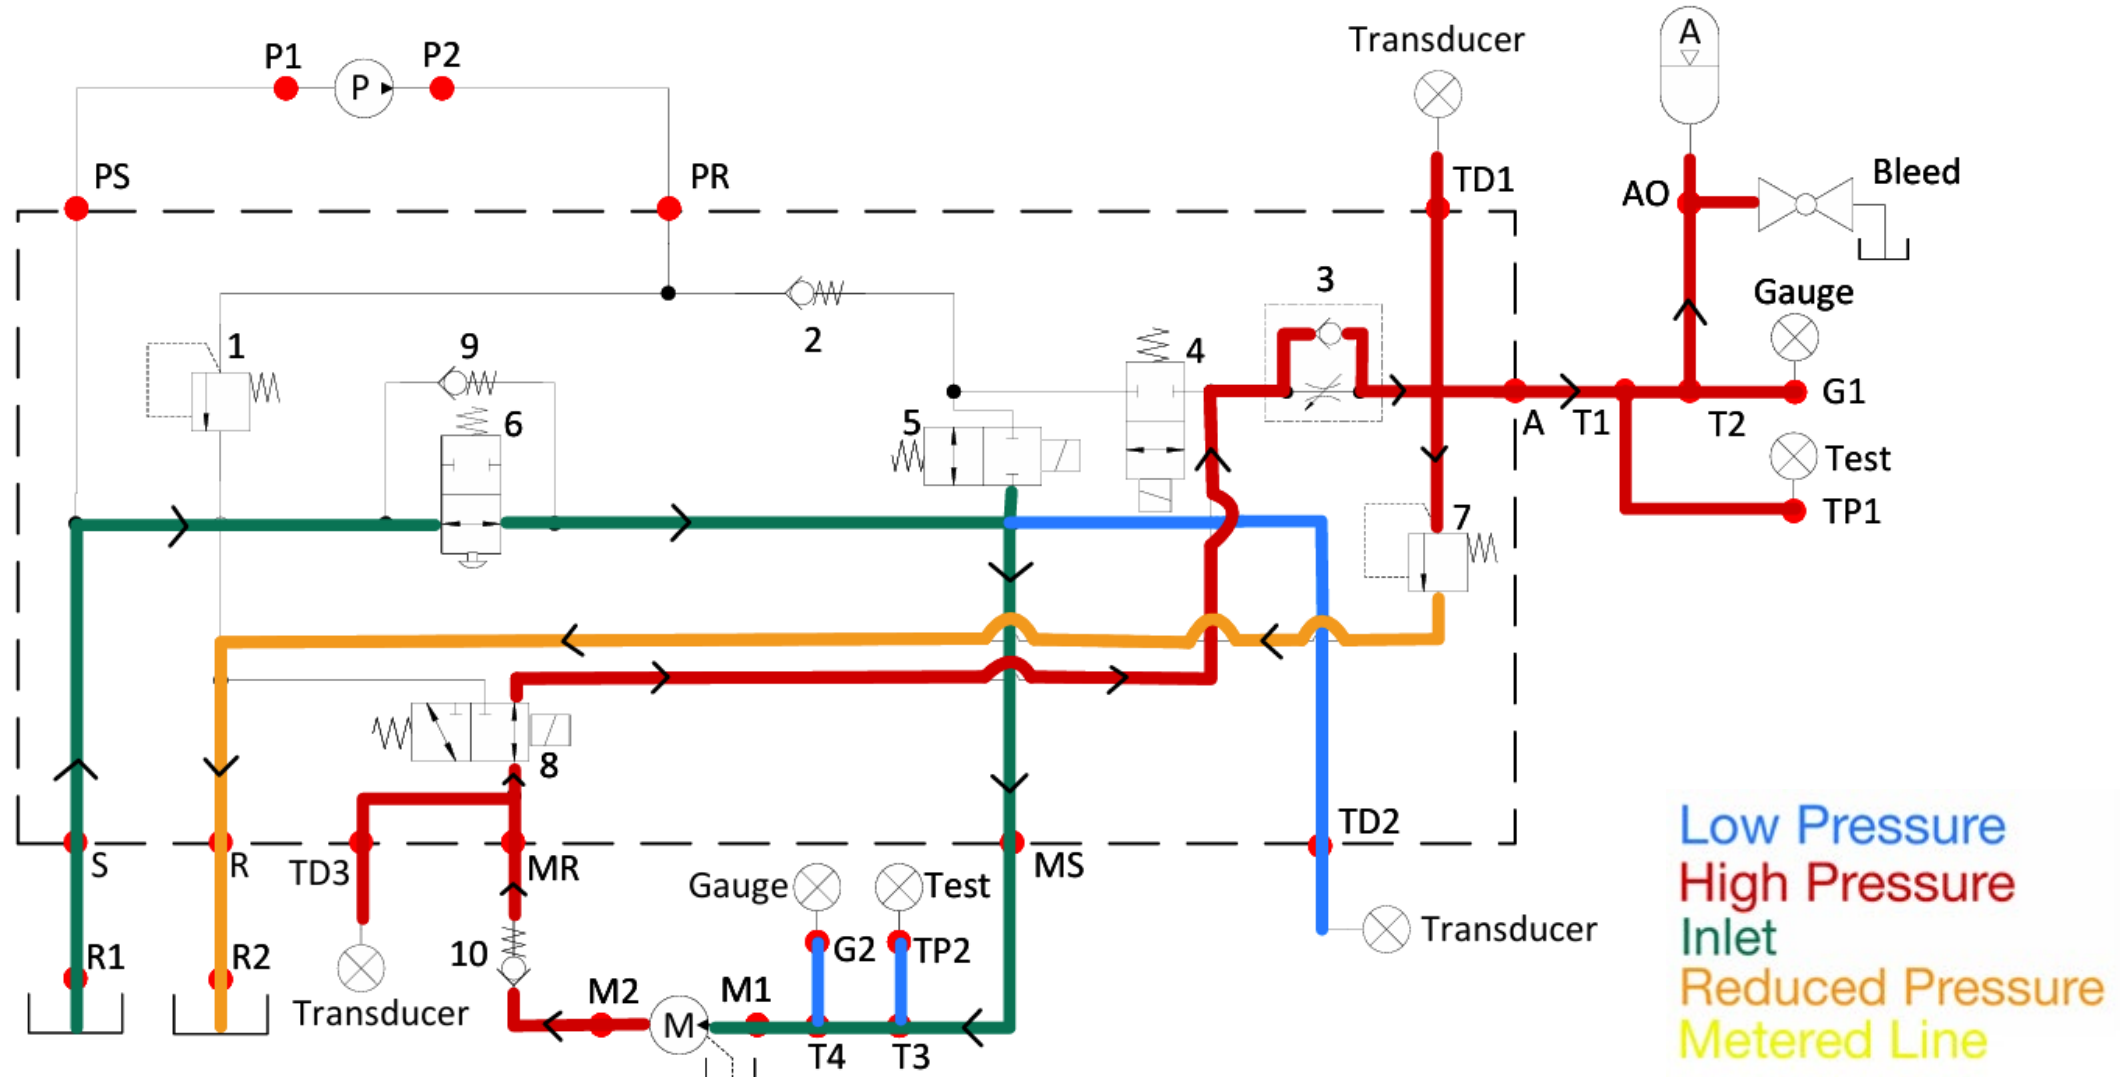 Transducer
A
P1
P
P2
PS
PR
TD1
AO
Bleed
Gauge
3
1
9
2
4
G1
A
T1
T2
6
5
Test
7
TP1
8
TD2
S
R
TD3
MR
MS
Gauge
Test
R1
R2
10
G2
TP2
Transducer
Transducer
M2
M
M1
T4
T3
Low Pressure
High Pressure
Inlet
Reduced Pressure
Metered Line